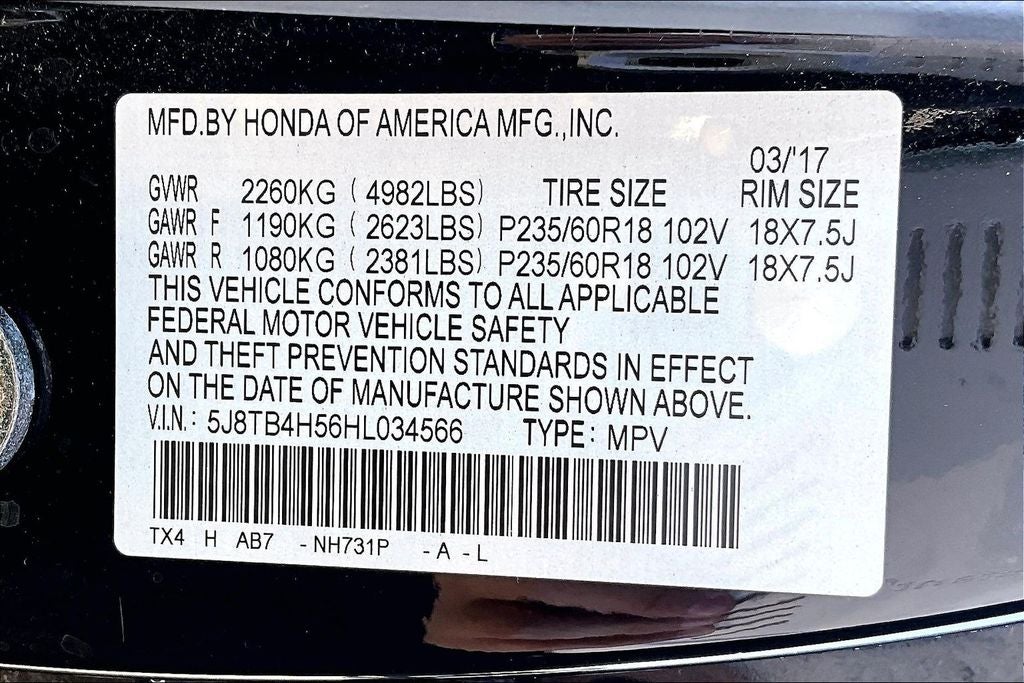 MFD.BY HONDA OF AMERICA MFG.,INC.
03/'17
GVWR 2260KG ( 4982LBS) TIRE SIZE RIM SIZE
GAWR F 1190KG ( 2623LBS) P235/60R18 102V 18X7.5J
GAWR R 1080KG ( 2381LBS) P235/60R18 102V 18X7.5J
THIS VEHICLE CONFORMS TO ALL APPLICABLE
FEDERAL MOTOR VEHICLE SAFETY
AND THEFT PREVENTION STANDARDS IN EFFECT
ON THE DATE OF MANUFACTURE SHOWN ABOVE.
V.I.N.: 5J8TB4H56HL034566 TYPE: MPV
TX4 H AB7 -NH731P -A -L